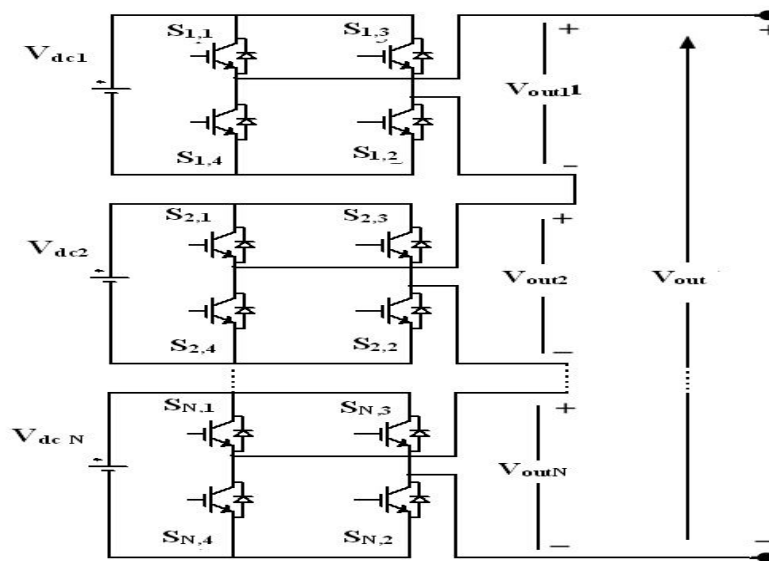 S1,1 S1,3 +
+
Vdc1
Vout11
S1,4 S1,2 −
S2,1 S2,3 +
Vdc2 Vout2 Vout
S2,4 S2,2 −
SN,1 SN,3 +
Vdc N
VoutN
SN,4 SN,2 − −